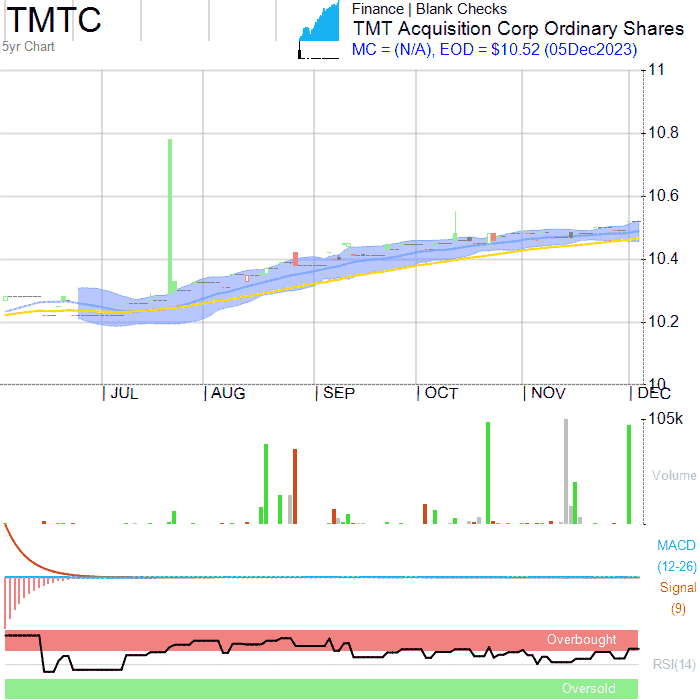 TMTC
5yr Chart
Finance | Blank Checks
TMT Acquisition Corp Ordinary Shares
MC = (N/A), EOD = $10.52 (05Dec2023)
11
10.8
10.6
10.4
10.2
10
JUL AUG SEP OCT NOV DEC
105k
Volume
MACD
(12-26)
Signal
(9)
Overbought
RSI(14)
Oversold